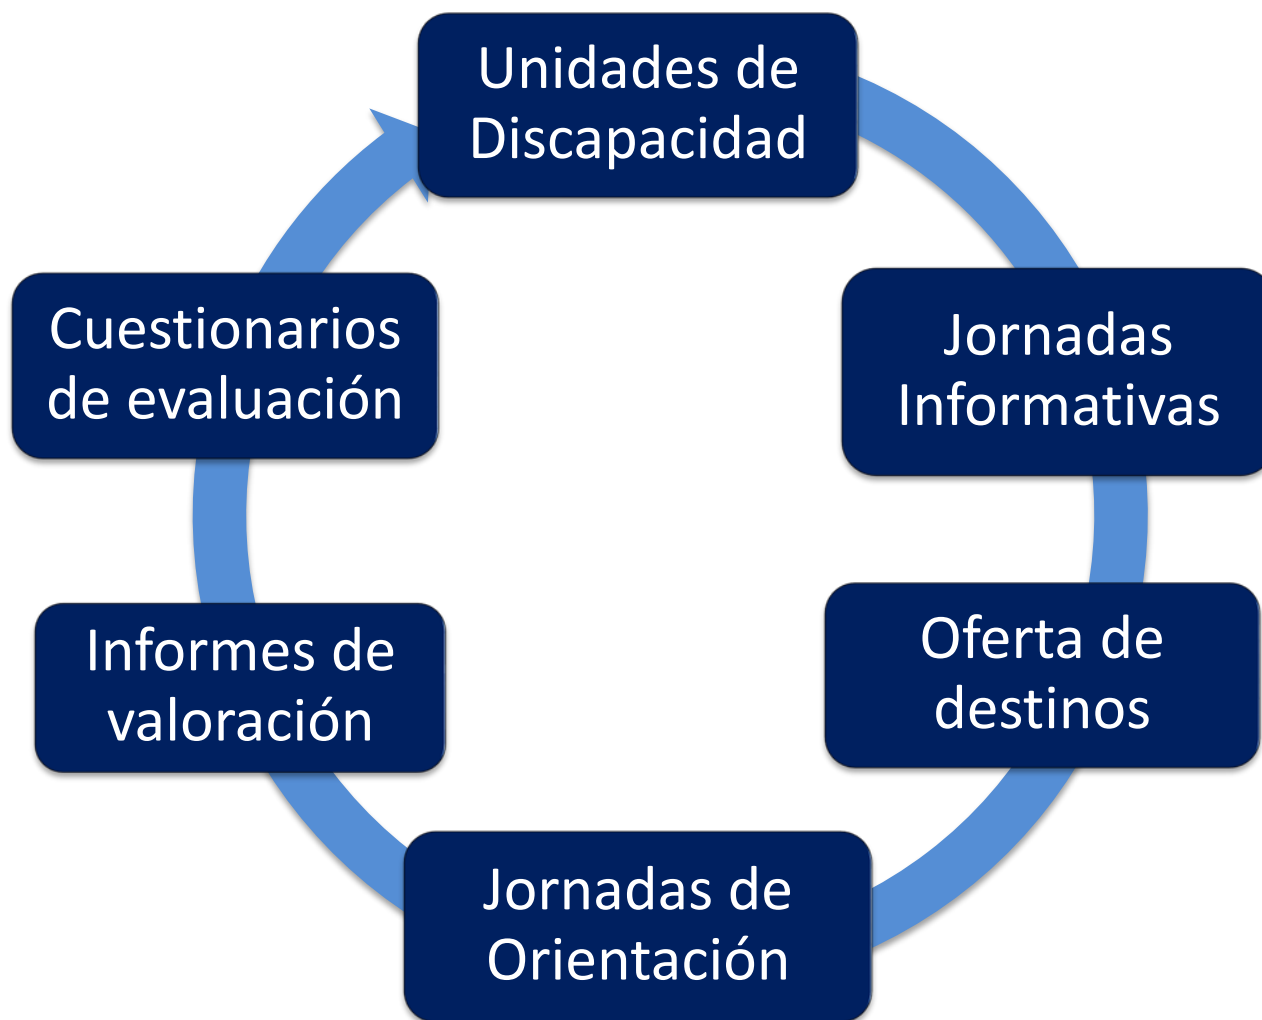 Unidades de
Discapacidad
Jornadas
Informativas
Oferta de
destinos
Jornadas de
Orientación
Informes de
valoración
Cuestionarios
de evaluación